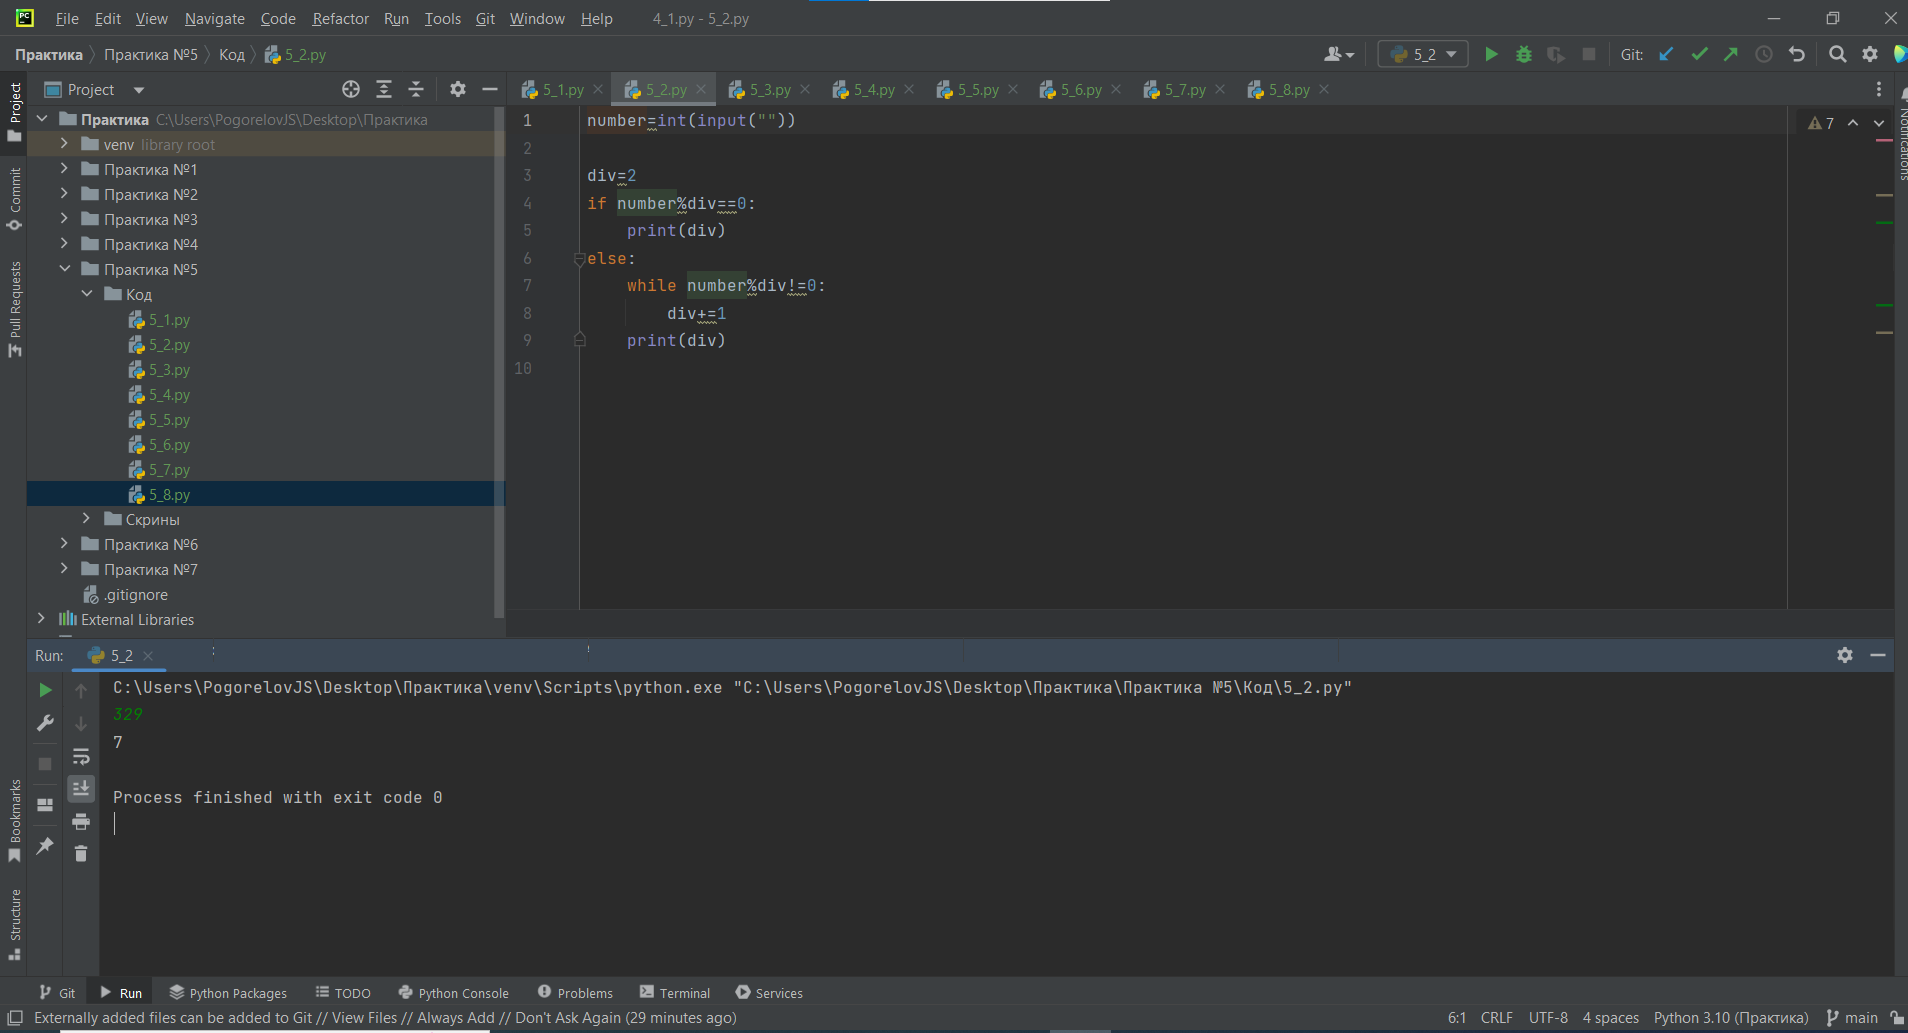 File Edit View Navigate Code Refactor Run Tools Git Window Help 4_1.py - 5_2.py
Практика Практика №5 Код 5_2.py 5_2 Git:
Project
5_1.py 5_2.py 5_3.py 5_4.py 5_5.py 5_6.py 5_7.py 5_8.py
Project
Commit
Pull Requests
Bookmarks
Structure
Notifications
Практика C:\Users\PogorelovJS\Desktop\Практика
venv library root
Практика №1
Практика №2
Практика №3
Практика №4
Практика №5
Код
5_1.py
5_2.py
5_3.py
5_4.py
5_5.py
5_6.py
5_7.py
5_8.py
Скрины
Практика №6
Практика №7
.gitignore
External Libraries
7
1 number=int(input(""))
2
3 div=2
4 if number%div==0:
5 print(div)
6 else:
7 while number%div!=0:
8 div+=1
9 print(div)
10
Run: 5_2
C:\Users\PogorelovJS\Desktop\Практика\venv\Scripts\python.exe "C:\Users\PogorelovJS\Desktop\Практика\Практика №5\Код\5_2.py"
329
7
Process finished with exit code 0
Git Run Python Packages TODO Python Console Problems Terminal Services
Externally added files can be added to Git // View Files // Always Add // Don't Ask Again (29 minutes ago) 6:1 CRLF UTF-8 4 spaces Python 3.10 (Практика) main